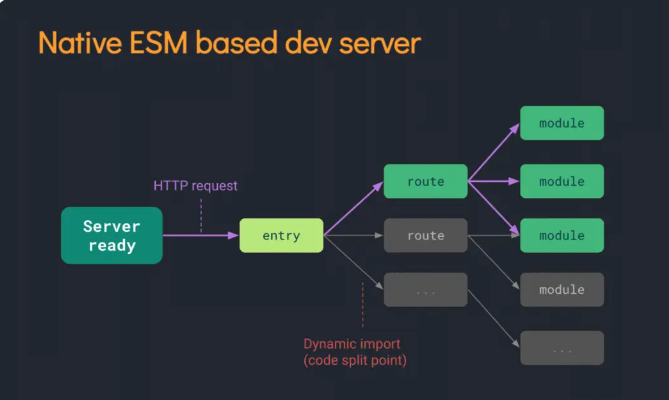 Native ESM based dev server
module
HTTP request
route
module
Server
ready
entry
route
module
...
module
Dynamic import
(code split point)
...